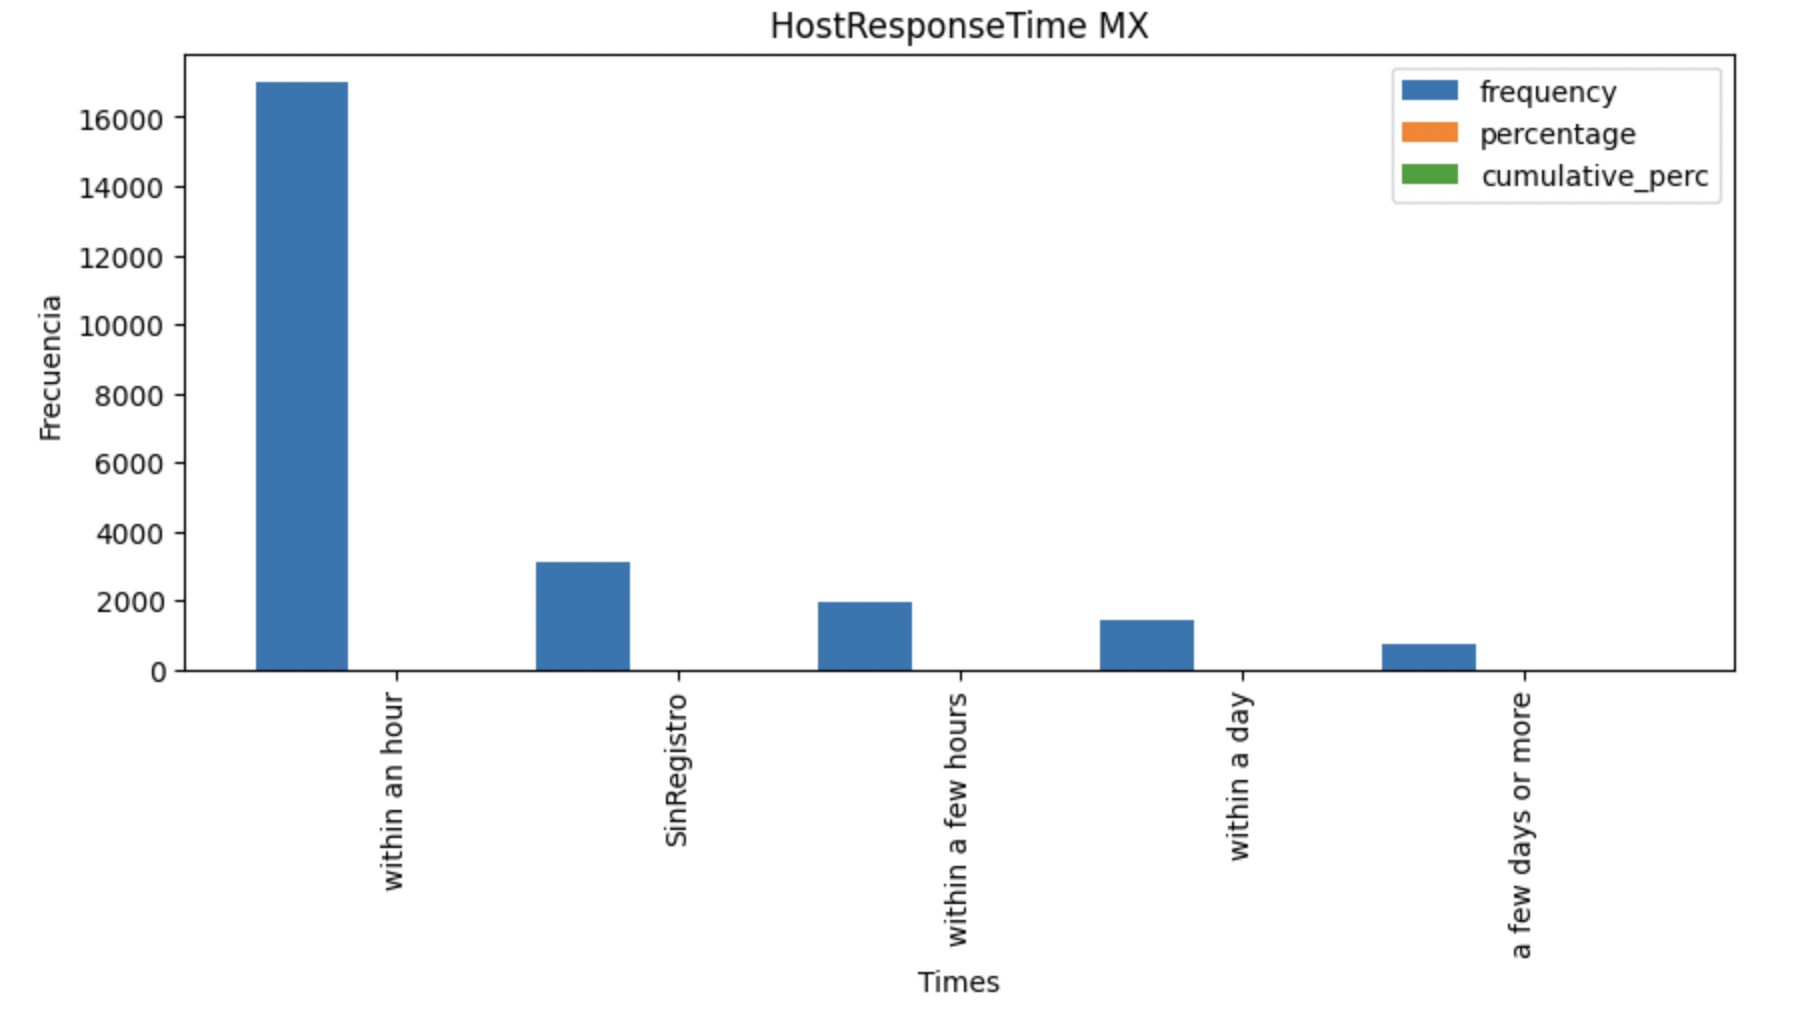 HostResponseTime MX
frequency
percentage
cumulative_perc
Frecuencia
16000
14000
12000
10000
8000
6000
4000
2000
0
within an hour
SinRegistro
within a few hours
within a day
a few days or more
Times